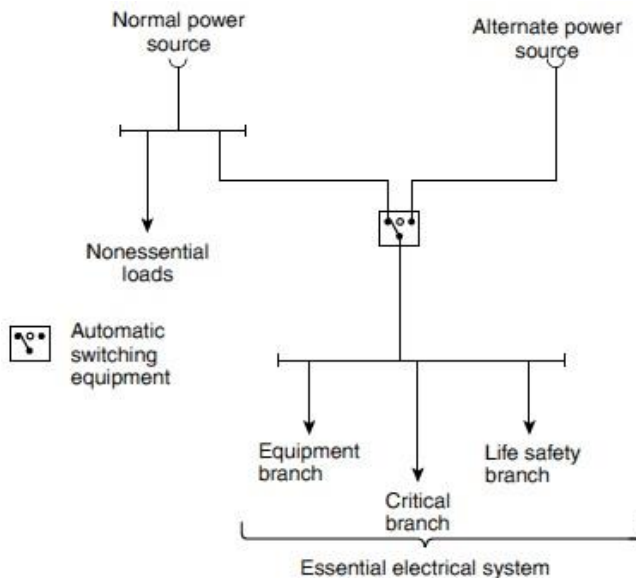 Normal power
source
Alternate power
source
Nonessential
loads
Automatic
switching
equipment
Equipment
branch
Life safety
branch
Critical
branch
Essential electrical system